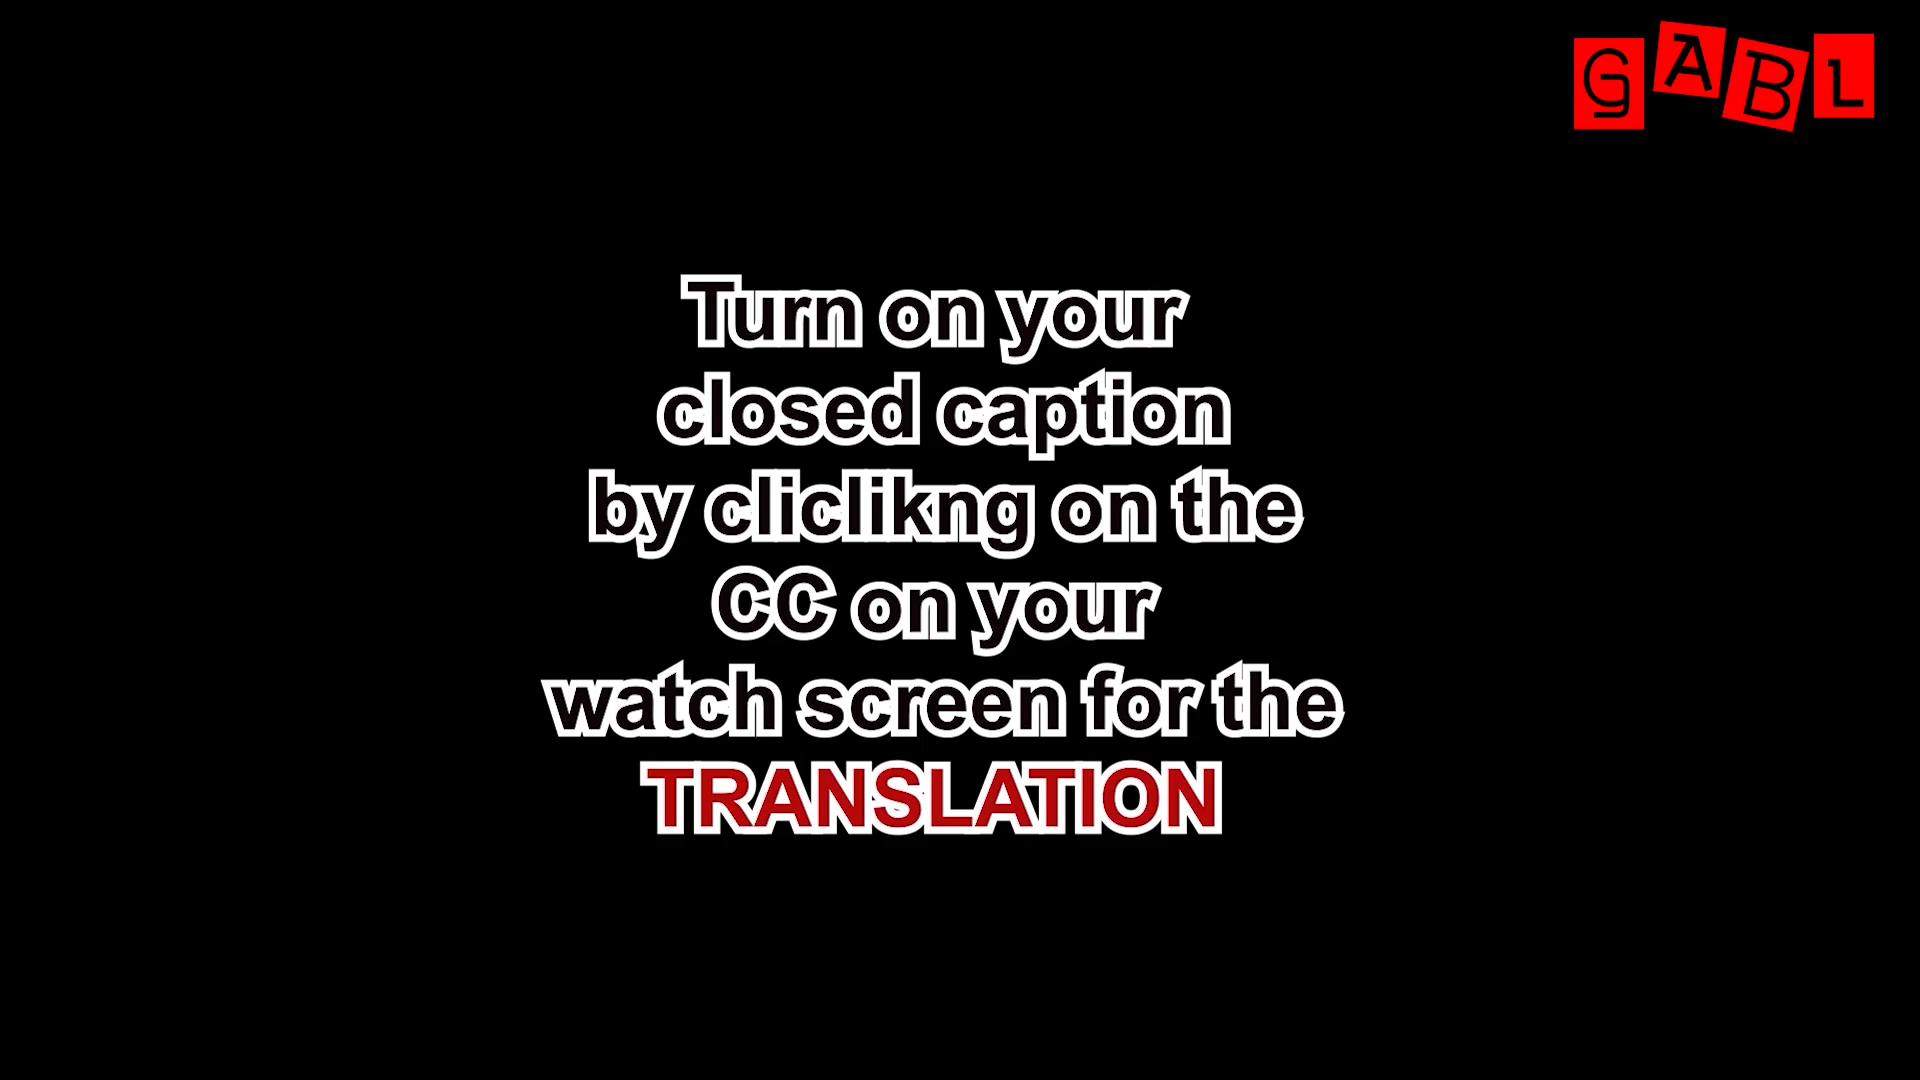 GABL
Turn on your
closed caption
by cliclikng on the
CC on your
watch screen for the
TRANSLATION